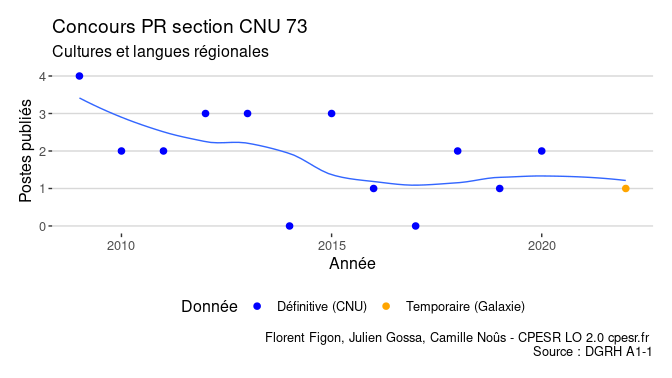 Concours PR section CNU 73
Cultures et langues régionales
Postes publiés
4
3
2
1
0
2010 2015 2020
Année
Donnée Définitive (CNU) Temporaire (Galaxie)
Florent Figon, Julien Gossa, Camille Noûs - CPESR LO 2.0 cpesr.fr
Source : DGRH A1-1